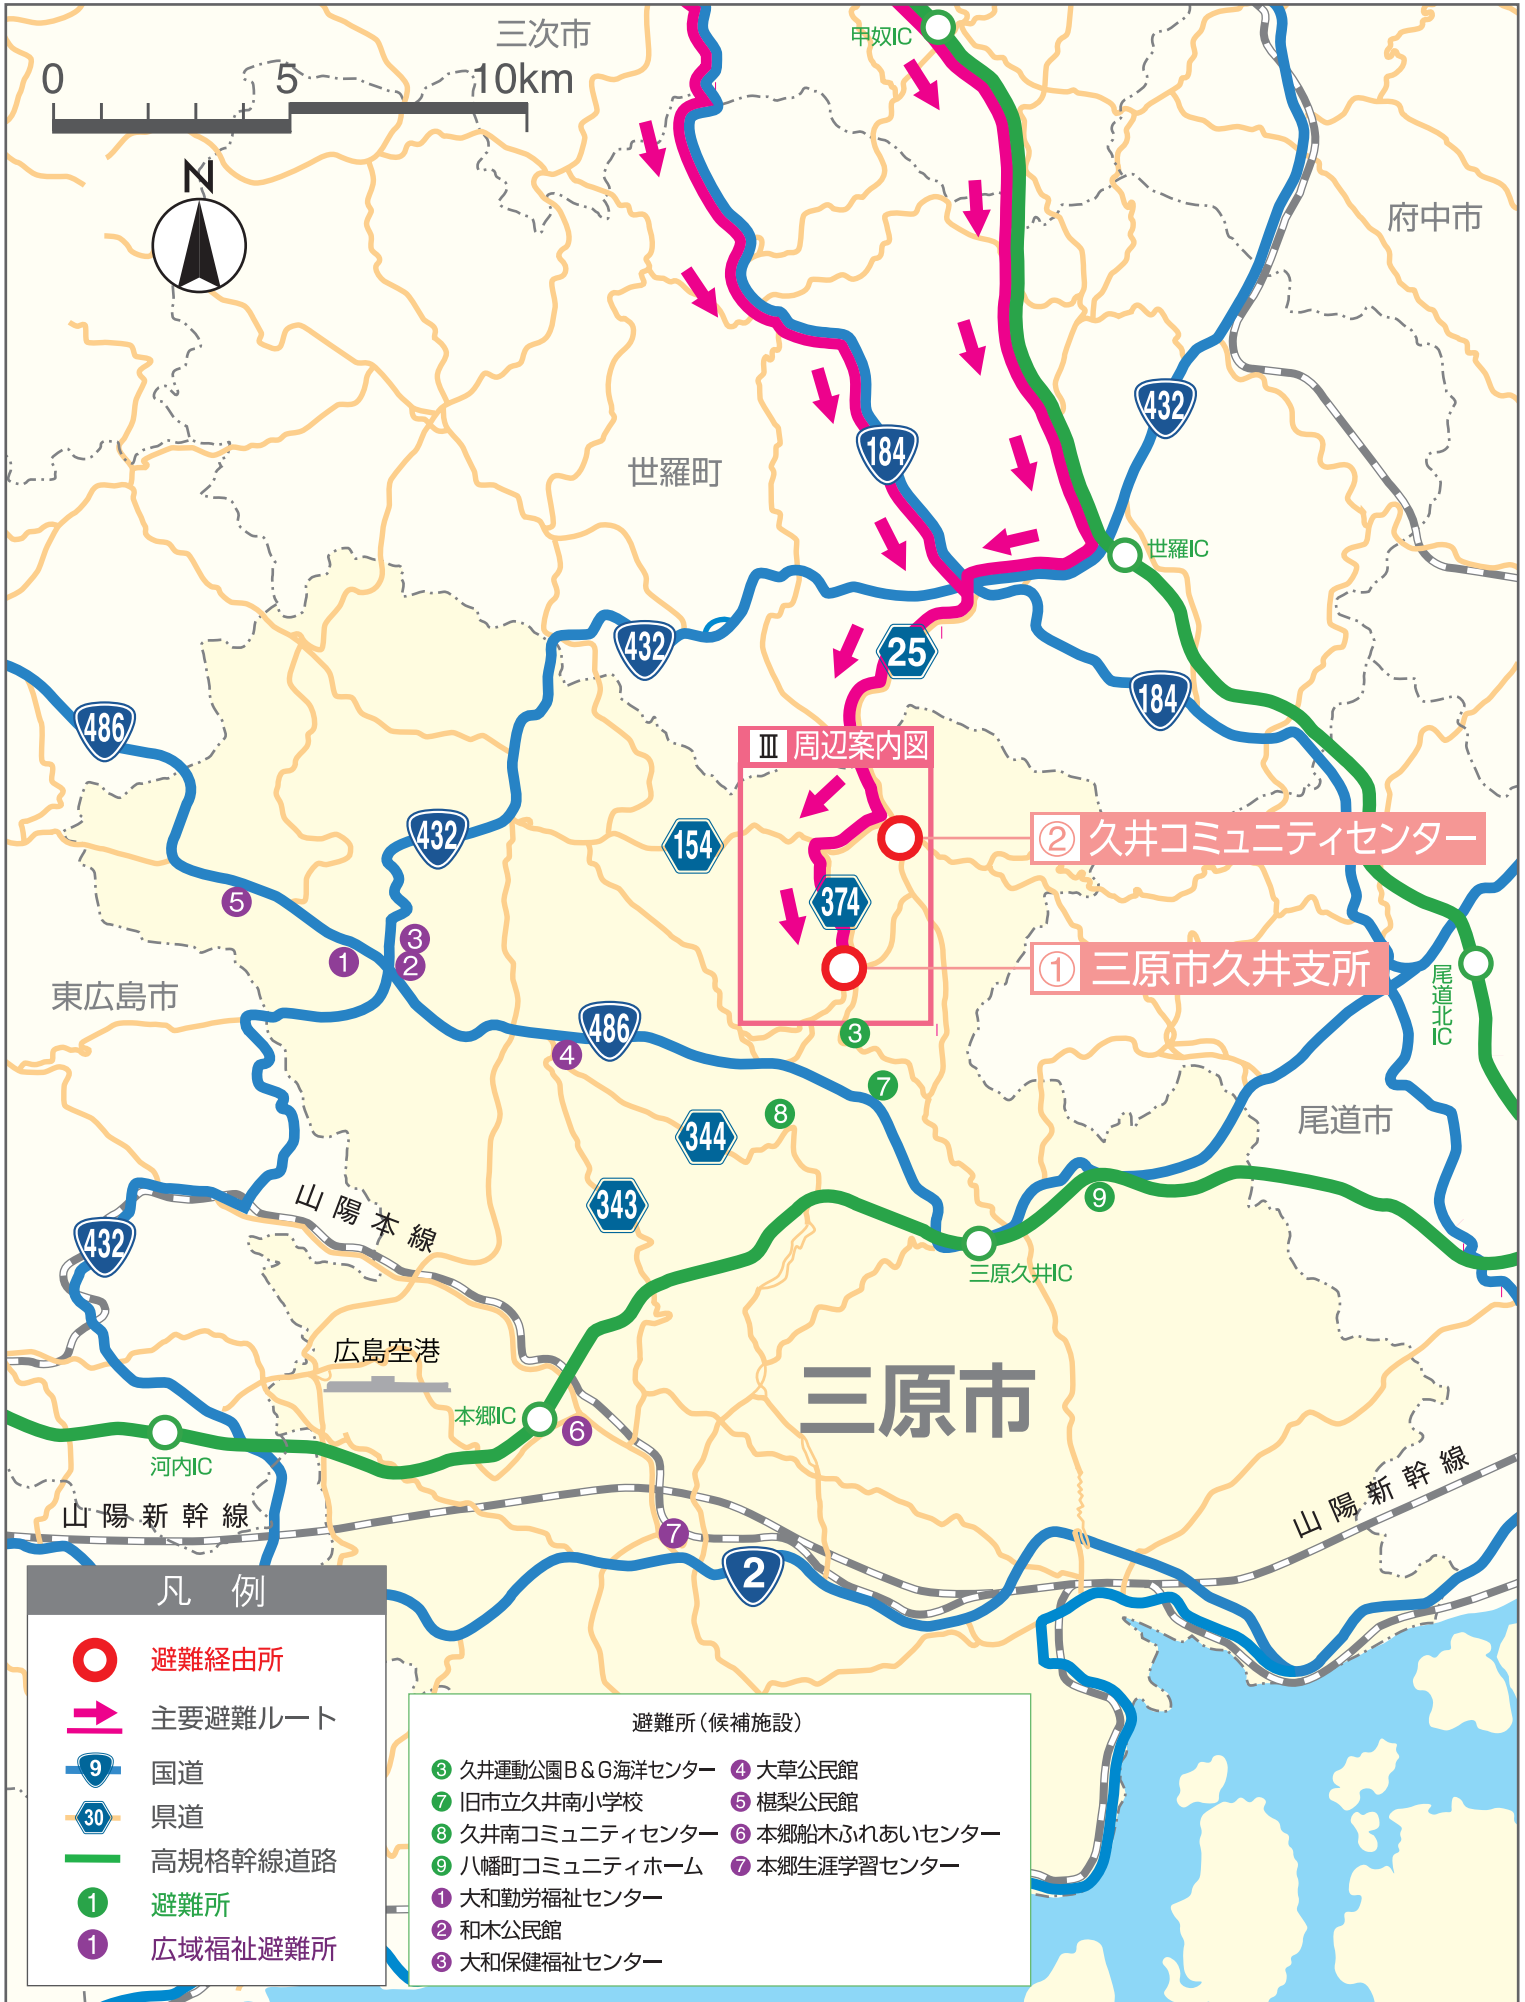 三次市
甲奴IC
0 5 10km
N
府中市
432
184
世羅町
世羅IC
25
432
184
486
Ⅲ 周辺案内図
432
154
② 久井コミュニティセンター
374
5
3
1
2
① 三原市久井支所
東広島市
尾道北IC
486
3
4
7
8
尾道市
344
343
9
山陽本線
432
三原久井IC
広島空港
三原市
本郷IC
6
河内IC
山陽新幹線
山陽新幹線
7
2
凡 例
避難経由所
主要避難ルート
9 国道
30 県道
高規格幹線道路
1 避難所
1 広域福祉避難所
避難所（候補施設）
3 久井運動公園B＆G海洋センター
7 旧市立久井南小学校
8 久井南コミュニティセンター
9 八幡町コミュニティホーム
1 大和勤労福祉センター
2 和木公民館
3 大和保健福祉センター
4 大草公民館
5 椹梨公民館
6 本郷船木ふれあいセンター
7 本郷生涯学習センター